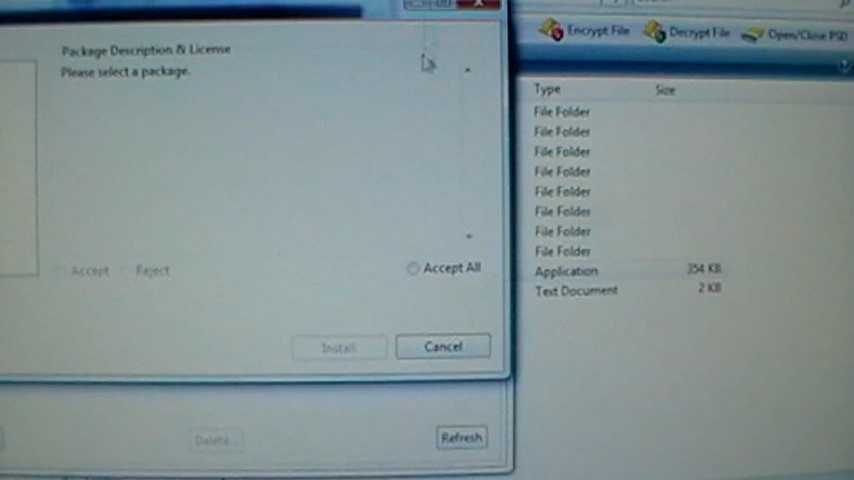 Encrypt File Decrypt File Open/Close PSD
Package Description & License
Please select a package.
Type Size
File Folder
File Folder
File Folder
File Folder
File Folder
File Folder
File Folder
File Folder
Application 354 KB
Text Document 2 KB
Accept Reject Accept All
Install Cancel
Delete... Refresh